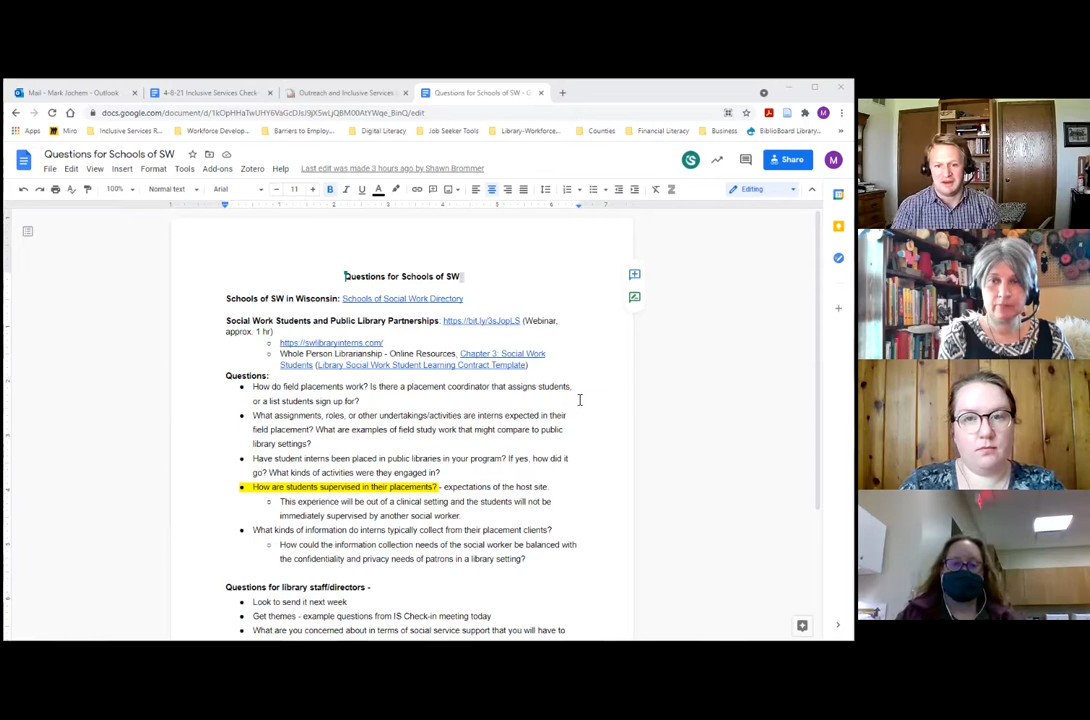 Mail - Mark Jochem - Outlook
4-8-21 Inclusive Services Check-
Outreach and Inclusive Services
Questions for Schools of SW - G
docs.google.com/document/d/
/edit
Apps
Miro
Inclusive Services R...
Workforce Develop...
Barriers to Employ...
Digital Literacy
Job Seeker Tools
Library-Workforce...
Counties
Financial Literacy
Business
BiblioBoard Library...
Questions for Schools of SW
File Edit View Insert Format Tools Add-ons Zotero Help
Last edit was made 3 hours ago by Shawn Brommer
Share
M
100%
Normal text
Arial
11
B I U A
Editing
Questions for Schools of SW
Schools of SW in Wisconsin: Schools of Social Work Directory
Social Work Students and Public Library Partnerships: https://bit.ly/3sJopLS (Webinar,
approx. 1 hr)
https://swlibraryinterns.com/
Whole Person Librarianship - Online Resources, Chapter 3: Social Work
Students (Library Social Work Student Learning Contract Template)
Questions:
How do field placements work? Is there a placement coordinator that assigns students,
or a list students sign up for?
What assignments, roles, or other undertakings/activities are interns expected in their
field placement? What are examples of field study work that might compare to public
library settings?
Have student interns been placed in public libraries in your program? If yes, how did it
go? What kinds of activities were they engaged in?
How are students supervised in their placements? - expectations of the host site.
This experience will be out of a clinical setting and the students will not be
immediately supervised by another social worker.
What kinds of information do interns typically collect from their placement clients?
How could the information collection needs of the social worker be balanced with
the confidentiality and privacy needs of patrons in a library setting?
Questions for library staff/directors -
Look to send it next week
Get themes - example questions from IS Check-in meeting today
What are you concerned about in terms of social service support that you will have to